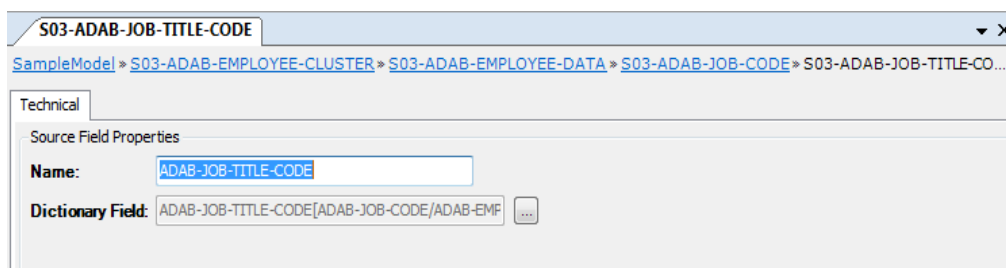 S03-ADAB-JOB-TITLE-CODE
SampleModel » S03-ADAB-EMPLOYEE-CLUSTER » S03-ADAB-EMPLOYEE-DATA » S03-ADAB-JOB-CODE » S03-ADAB-JOB-TITLE-CO...
Technical
Source Field Properties
Name: ADAB-JOB-TITLE-CODE
Dictionary Field: ADAB-JOB-TITLE-CODE[ADAB-JOB-CODE/ADAB-EMP ...